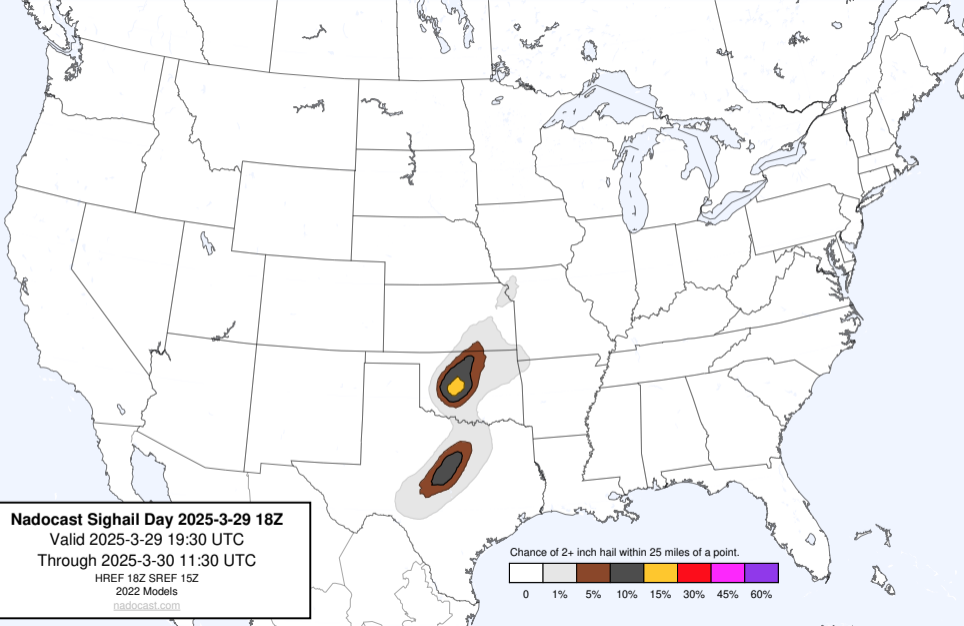 Nadocast Sighail Day 2025-3-29 18Z
Valid 2025-3-29 19:30 UTC
Through 2025-3-30 11:30 UTC
HREF 18Z SREF 15Z
2022 Models
nadocast.com
Chance of 2+ inch hail within 25 miles of a point.
0 1% 5% 10% 15% 30% 45% 60%